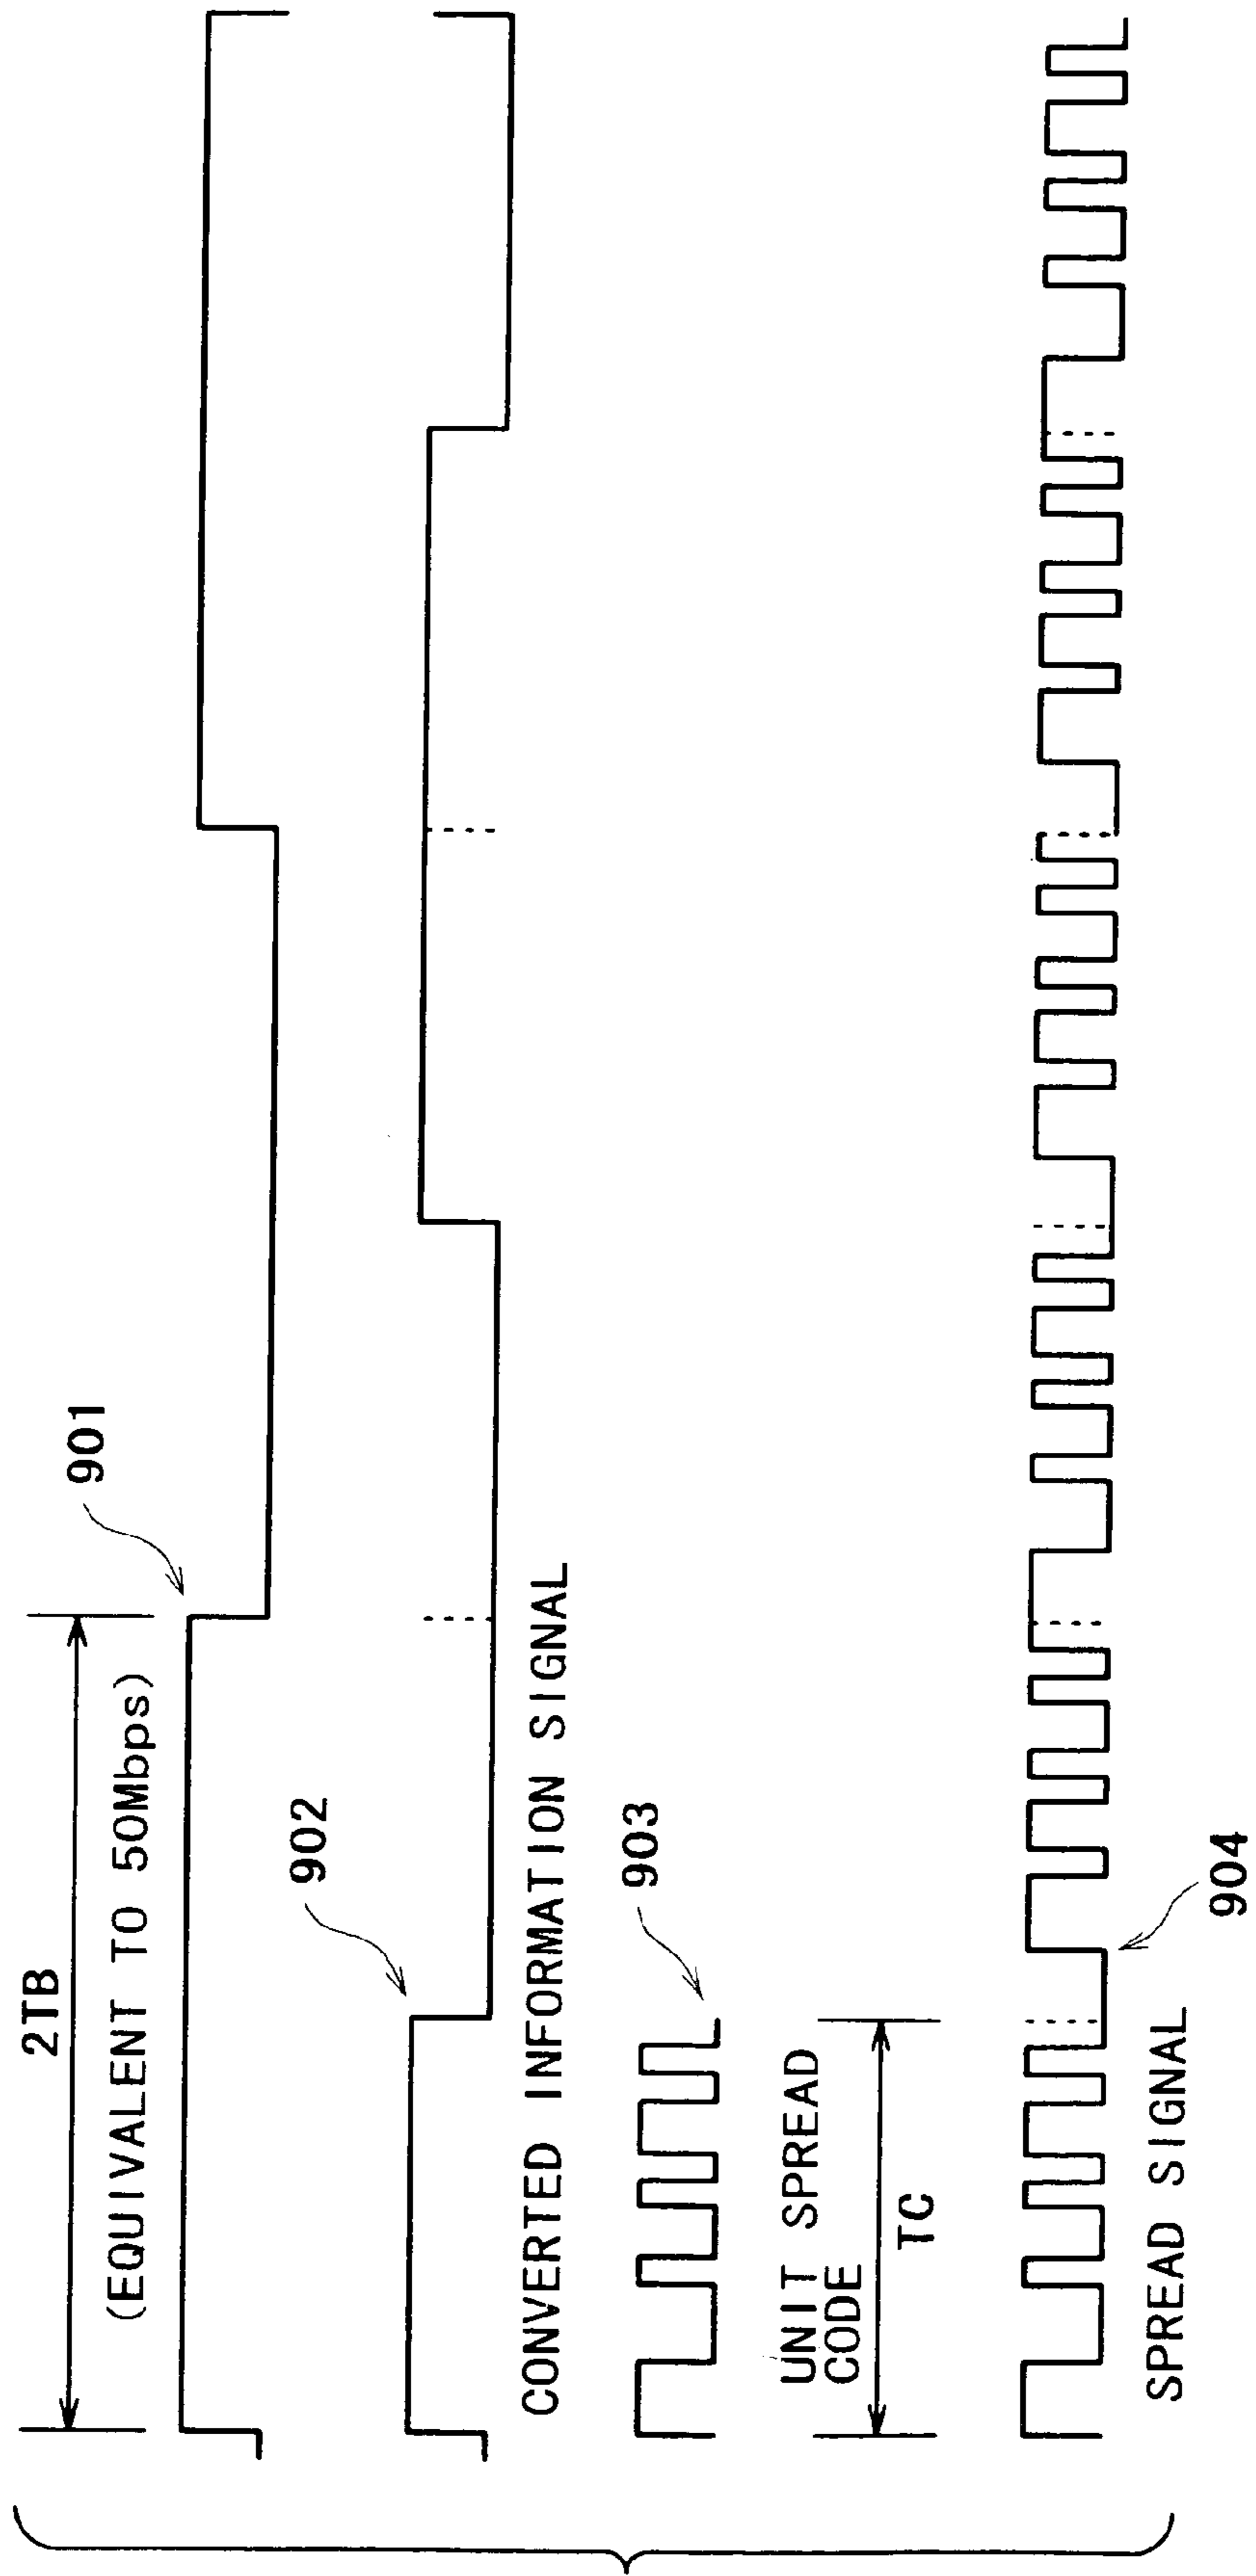 2TB
(EQUIVALENT TO 50Mbps)
901
902
CONVERTED INFORMATION SIGNAL
903
UNIT SPREAD
CODE
TC
904
SPREAD SIGNAL